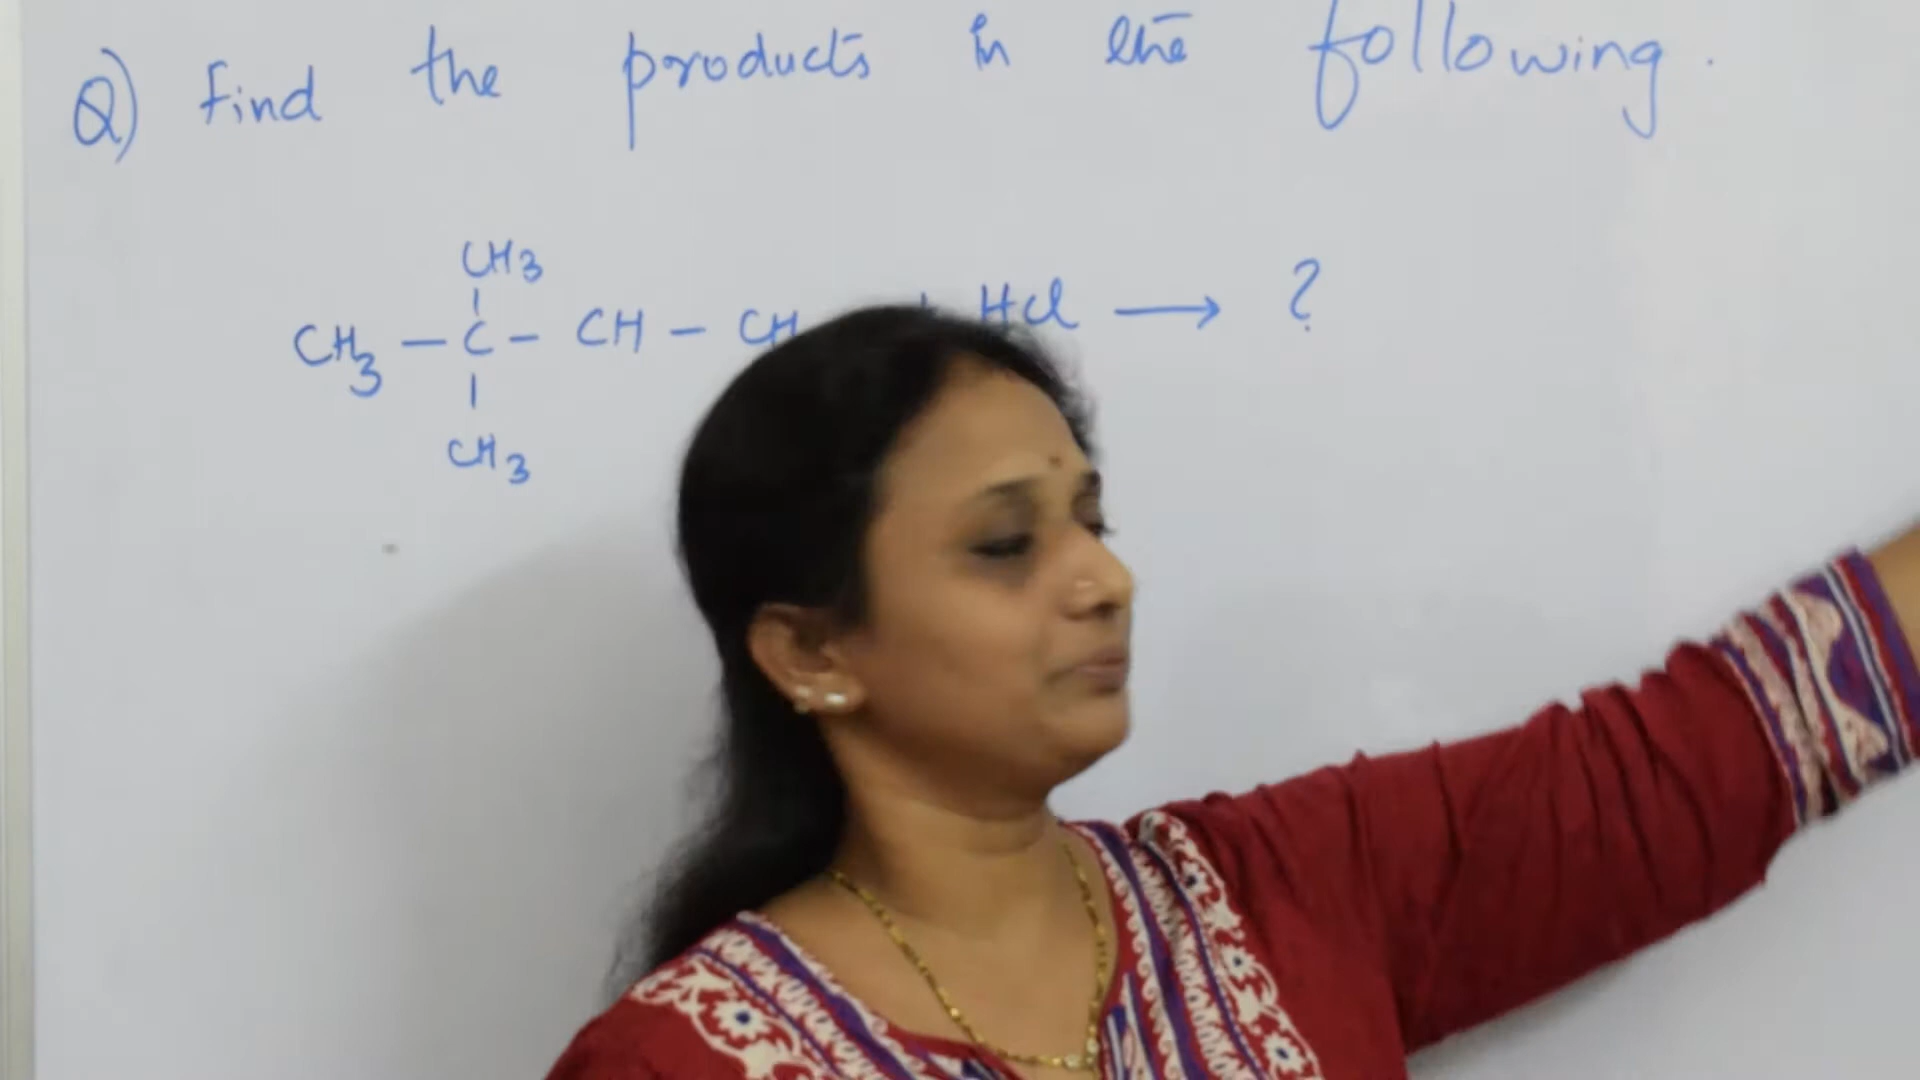 Q) Find the products in the following.
CH3
CH3 - C - CH - CH + HCl → ?
CH3